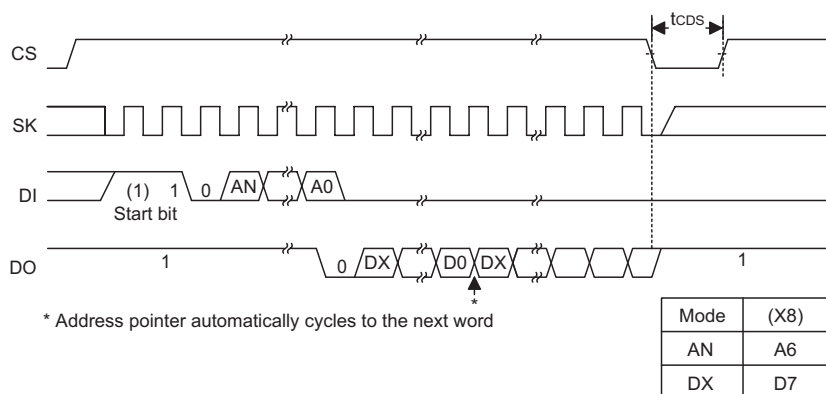 tCDS
CS
SK
DI
(1) 1 0 AN A0
Start bit
DO
1 0 DX D0 DX 1
*
* Address pointer automatically cycles to the next word
Mode (X8)
AN A6
DX D7